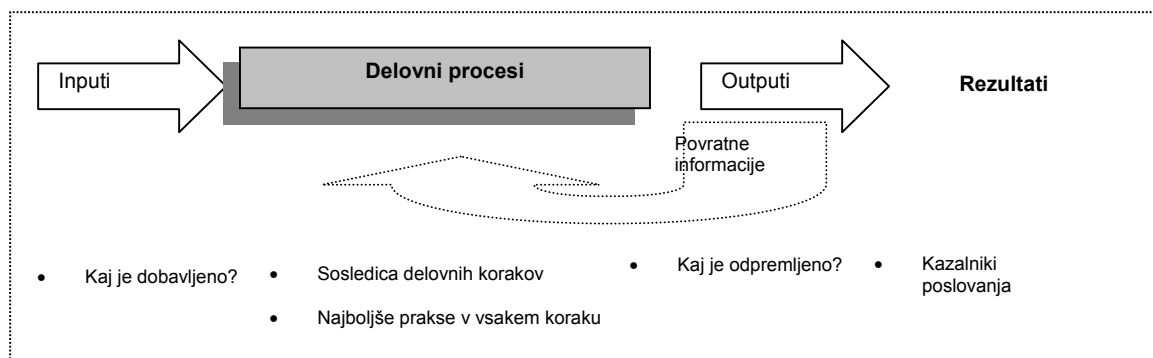 Inputi
Delovni procesi
Outputi
Rezultati
Povratne
informacije
• Kaj je dobavljeno?
• Sosledica delovnih korakov
• Najboljše prakse v vsakem koraku
• Kaj je odpremljeno?
• Kazalniki
poslovanja